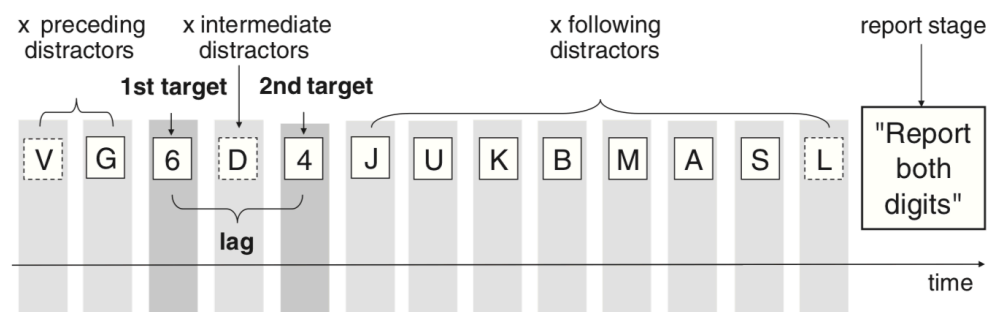 x preceding
distractors
x intermediate
distractors
x following
distractors
report stage
1st target
2nd target
V G 6 D 4 J U K B M A S L
"Report
both
digits"
lag
time